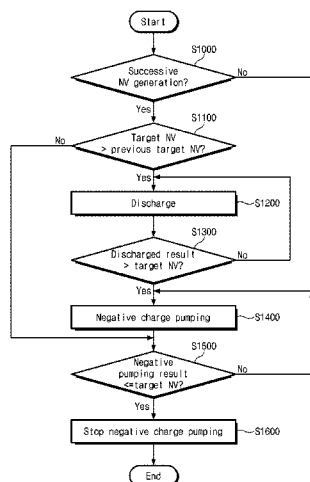 Start
S1000
Successive
NV generation?
No
Yes
S1100
No
Target NV
> previous target NV?
Yes
Discharge
S1200
S1300
Discharged result
> target NV?
No
Yes
Negative charge pumping
S1400
S1500
Negative
pumping result
<=target NV?
No
Yes
Stop negative charge pumping
S1600
End